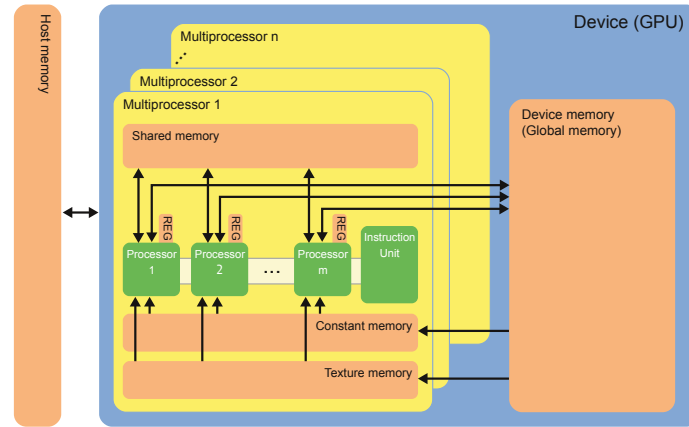 Host memory
Device (GPU)
Multiprocessor n
...
Multiprocessor 2
Multiprocessor 1
Shared memory
Device memory
(Global memory)
REG
REG
REG
Processor
1
Processor
2
...
Processor
m
Instruction
Unit
Constant memory
Texture memory